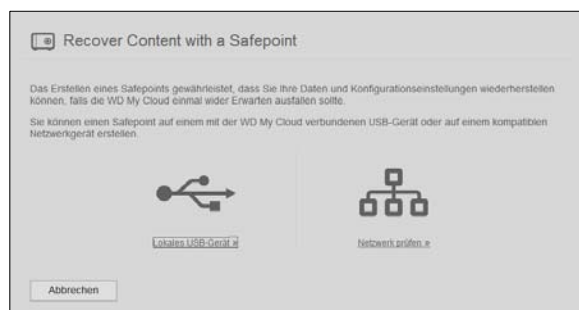 Recover Content with a Safepoint
Das Erstellen eines Safepoints gewährleistet, dass Sie Ihre Daten und Konfigurationseinstellungen wiederherstellen
können, falls die WD My Cloud einmal wider Erwarten ausfallen sollte.
Sie können einen Safepoint auf einem mit der WD My Cloud verbundenen USB-Gerät oder auf einem kompatiblen
Netzwerkgerät erstellen.
Lokales USB-Gerät »
Netzwerk prüfen »
Abbrechen